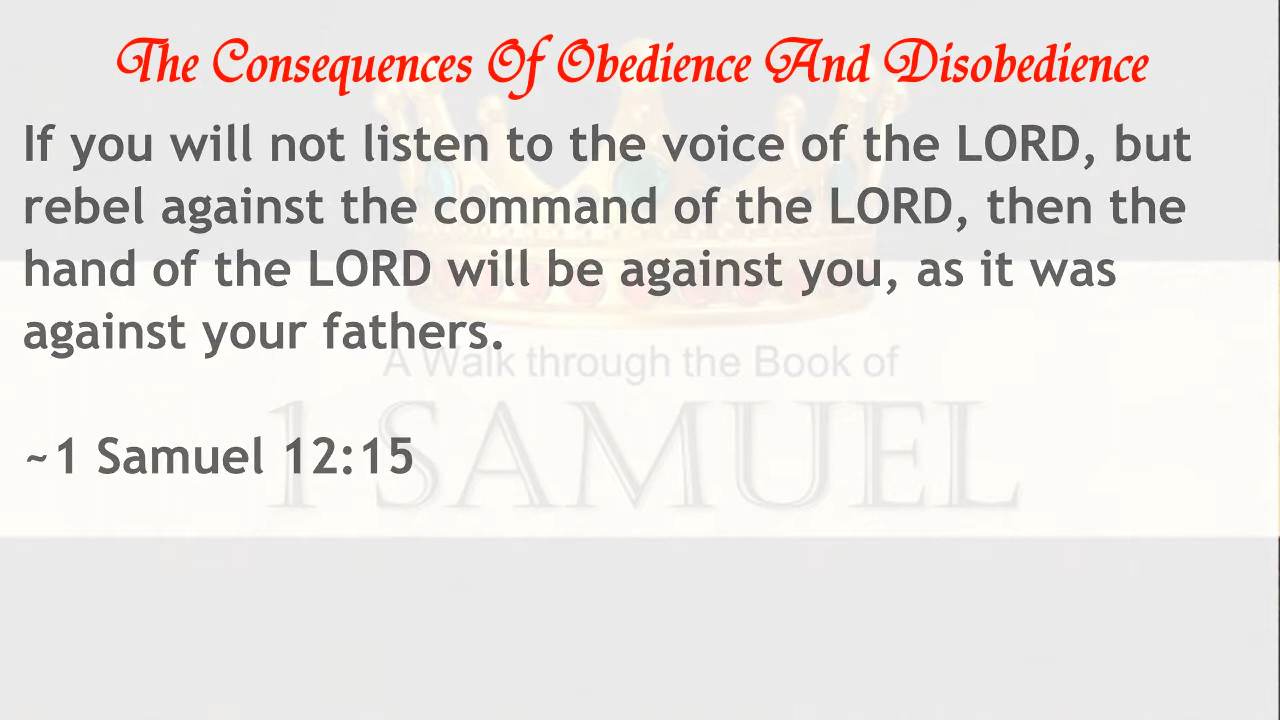 The Consequences Of Obedience And Disobedience
If you will not listen to the voice of the LORD, but
rebel against the command of the LORD, then the
hand of the LORD will be against you, as it was
against your fathers.
A Walk through the Book of
1 SAMUEL
~1 Samuel 12:15